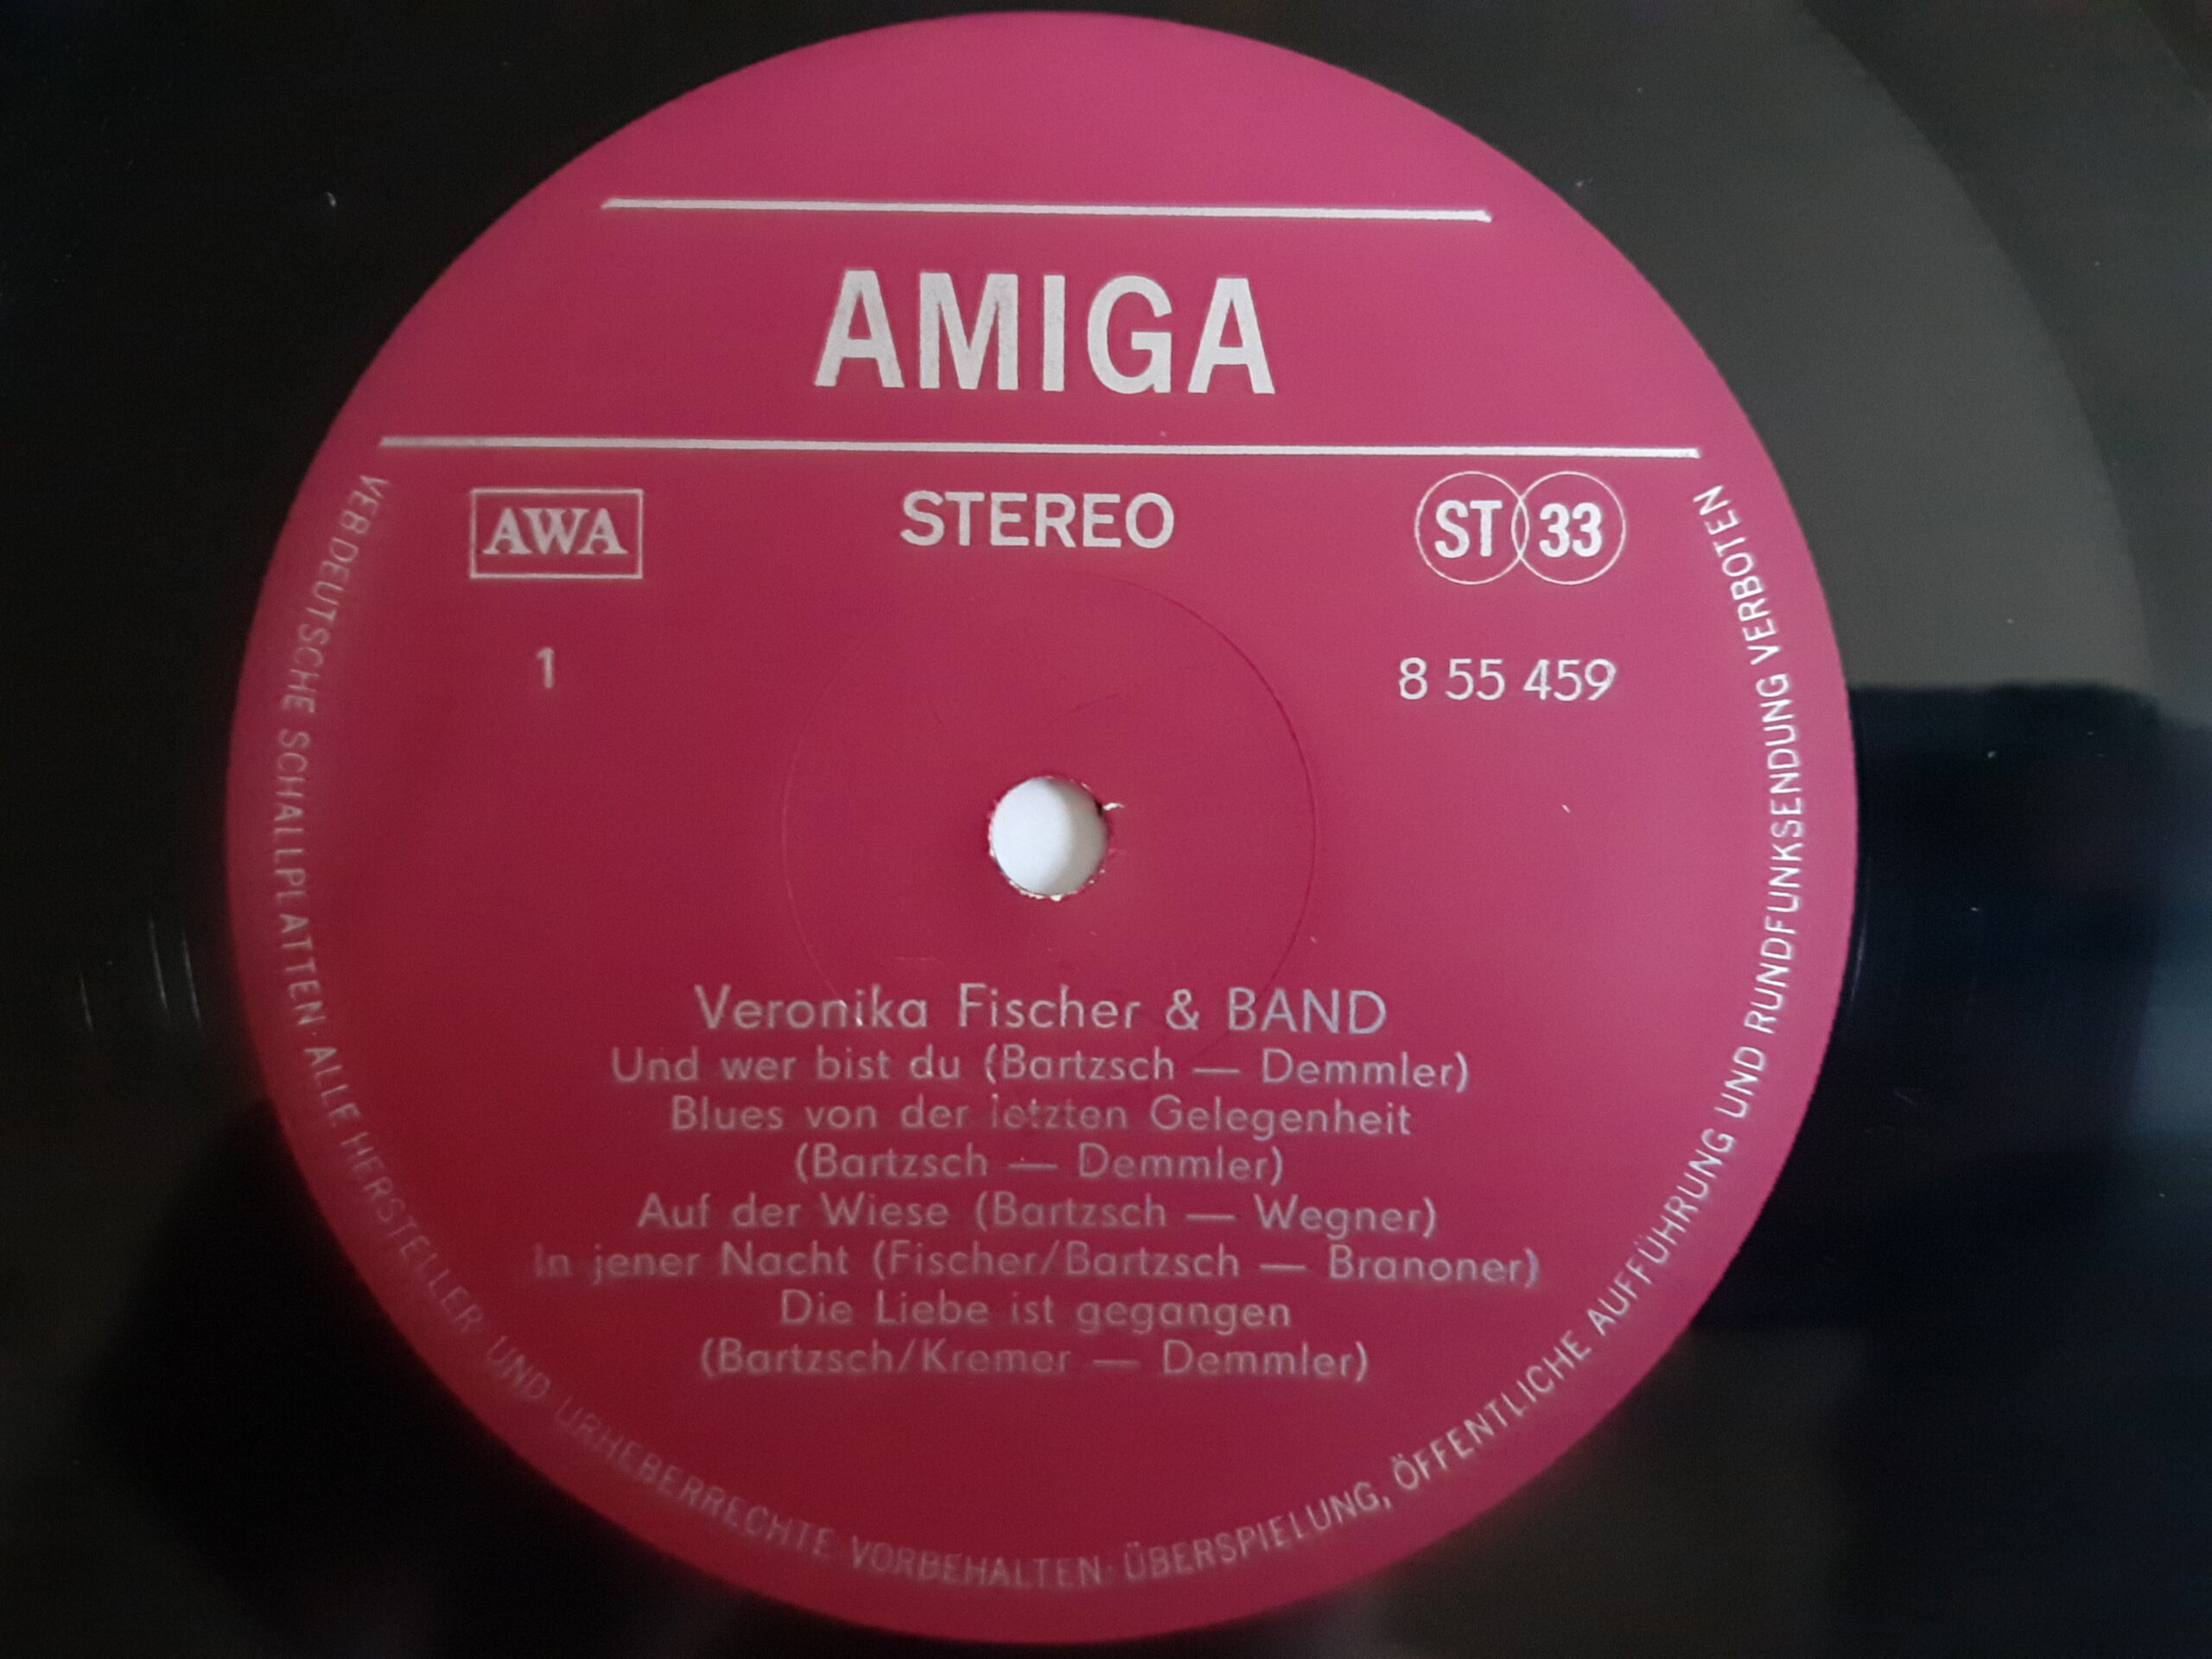 AMIGA
AWA
STEREO
ST 33
1
8 55 459
Veronika Fischer & BAND
Und wer bist du (Bartzsch — Demmler)
Blues von der letzten Gelegenheit
(Bartzsch — Demmler)
Auf der Wiese (Bartzsch — Wegner)
In jener Nacht (Fischer/Bartzsch — Branoner)
Die Liebe ist gegangen
(Bartzsch/Kremer — Demmler)
VEB DEUTSCHE SCHALLPLATTEN · ALLE HERSTELLER- UND URHEBERRECHTE VORBEHALTEN · ÜBERSPIELUNG, ÖFFENTLICHE AUFFÜHRUNG UND RUNDFUNKSENDUNG VERBOTEN